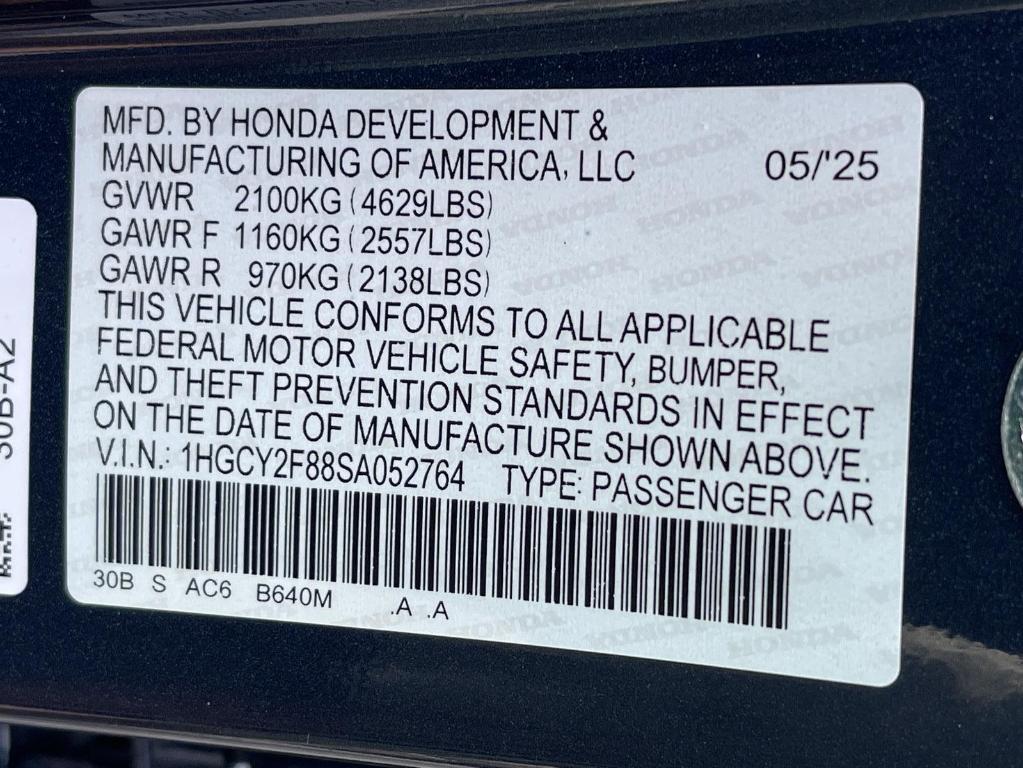 MFD. BY HONDA DEVELOPMENT &
MANUFACTURING OF AMERICA, LLC 05/'25
GVWR 2100KG (4629LBS)
GAWR F 1160KG (2557LBS)
GAWR R 970KG (2138LBS)
THIS VEHICLE CONFORMS TO ALL APPLICABLE
FEDERAL MOTOR VEHICLE SAFETY, BUMPER,
AND THEFT PREVENTION STANDARDS IN EFFECT
ON THE DATE OF MANUFACTURE SHOWN ABOVE.
V.I.N.: 1HGCY2F88SA052764 TYPE: PASSENGER CAR
30B S AC6 B640M .A .A
30B-A2